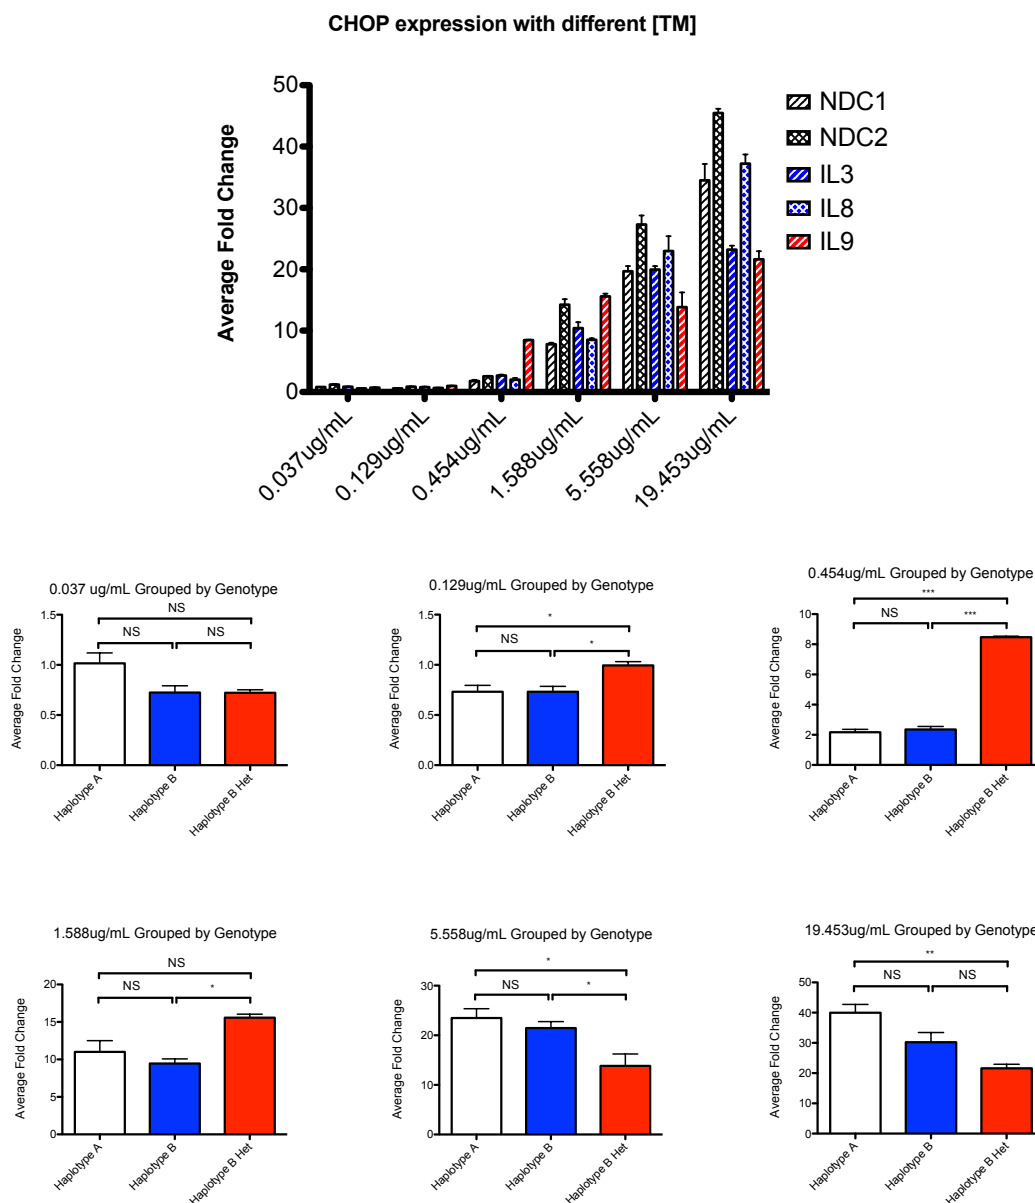 CHOP expression with different [TM]
Average Fold Change
50
40
30
20
10
0
0.037ug/mL
0.129ug/mL
0.454ug/mL
1.588ug/mL
5.558ug/mL
19.453ug/mL
NDC1
NDC2
IL3
IL8
IL9
0.037 ug/mL Grouped by Genotype
NS
NS NS
Average Fold Change
1.5
1.0
0.5
0.0
Haplotype A
Haplotype B
Haplotype B Het
0.129ug/mL Grouped by Genotype
*
NS *
Average Fold Change
1.5
1.0
0.5
0.0
Haplotype A
Haplotype B
Haplotype B Het
0.454ug/mL Grouped by Genotype
***
NS ***
Average Fold Change
10
8
6
4
2
0
Haplotype A
Haplotype B
Haplotype B Het
1.588ug/mL Grouped by Genotype
NS
NS *
Average Fold Change
20
15
10
5
0
Haplotype A
Haplotype B
Haplotype B Het
5.558ug/mL Grouped by Genotype
*
NS *
Average Fold Change
30
20
10
0
Haplotype A
Haplotype B
Haplotype B Het
19.453ug/mL Grouped by Genotype
**
NS NS
Average Fold Change
50
40
30
20
10
0
Haplotype A
Haplotype B
Haplotype B Het